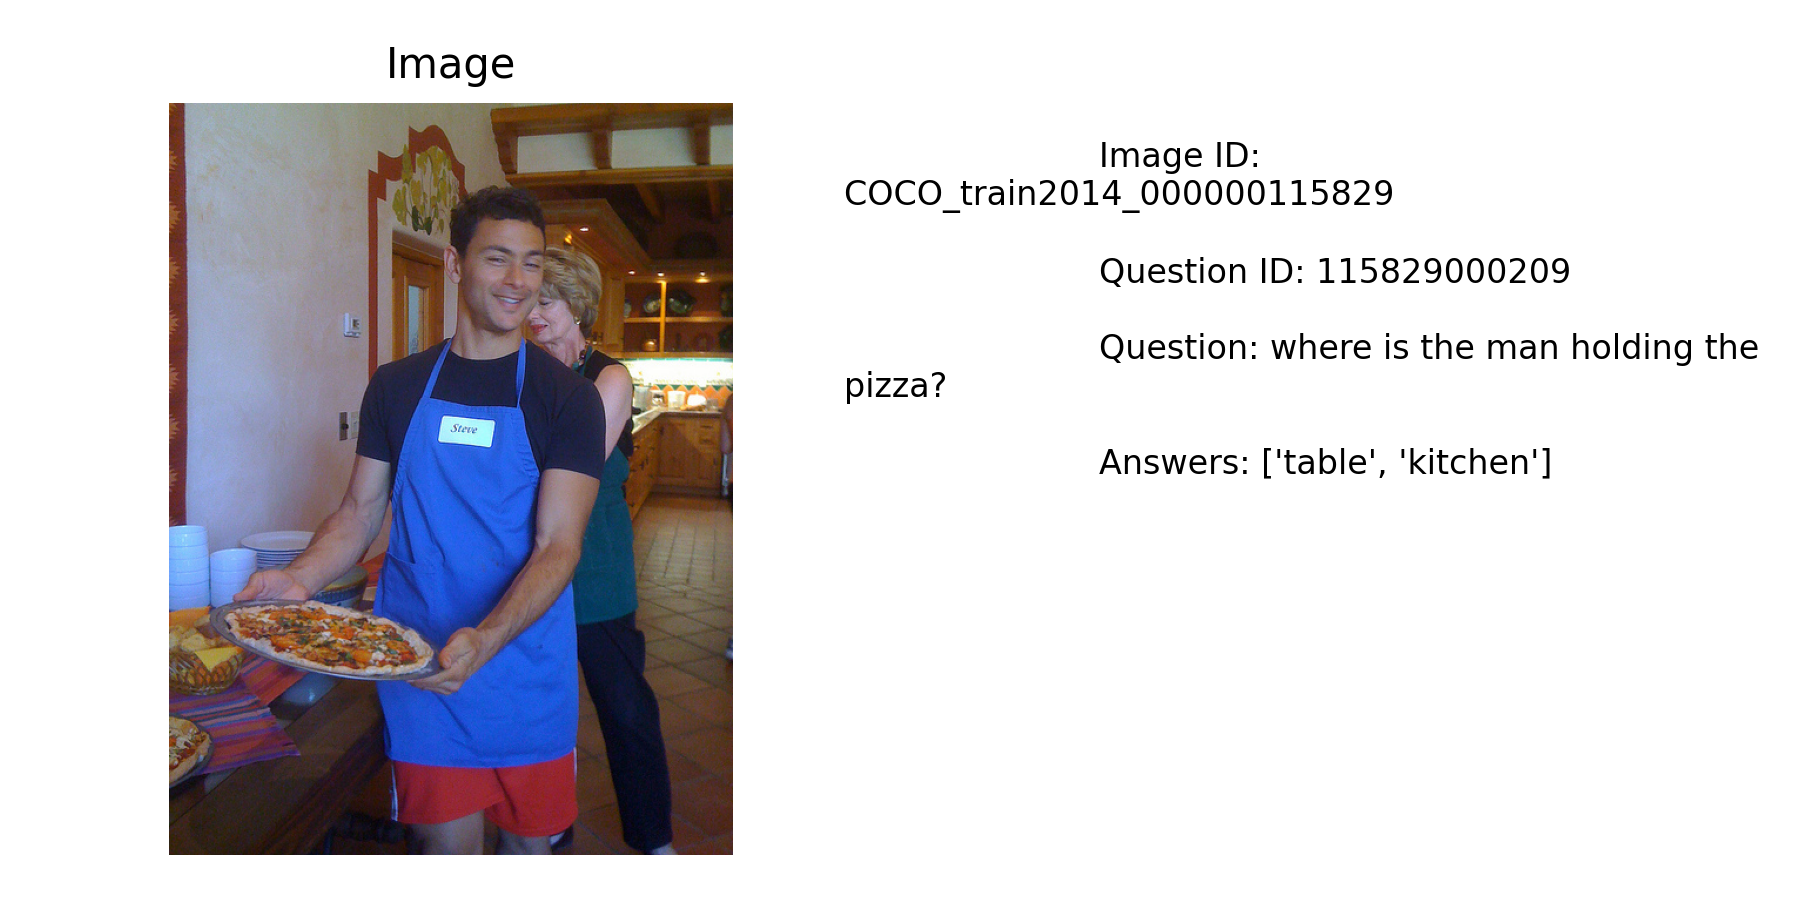 Image
Image ID:
COCO_train2014_000000115829
Question ID: 115829000209
Question: where is the man holding the
pizza?
Answers: ['table', 'kitchen']
Steve